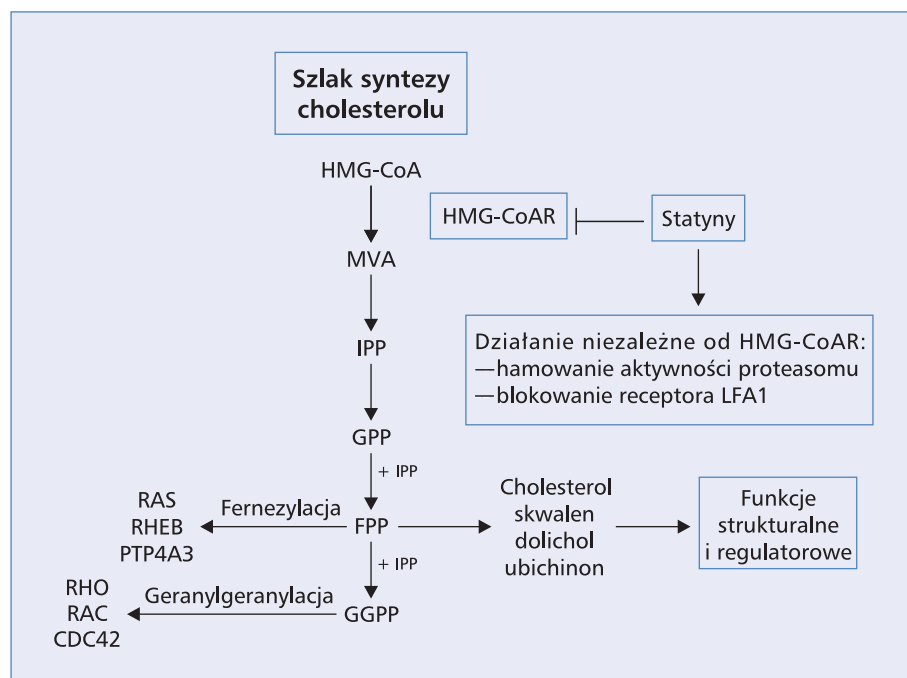 Szlak syntezy
cholesterolu
HMG-CoA
HMG-CoAR
Statyny
MVA
Działanie niezależne od HMG-CoAR:
—hamowanie aktywności proteasomu
—blokowanie receptora LFA1
IPP
GPP
+ IPP
RAS
RHEB
PTP4A3
Fernezylacja
FPP
Cholesterol
skwalen
dolichol
ubichinon
Funkcje
strukturalne
i regulatorowe
+ IPP
RHO
RAC
CDC42
Geranylgeranylacja
GGPP